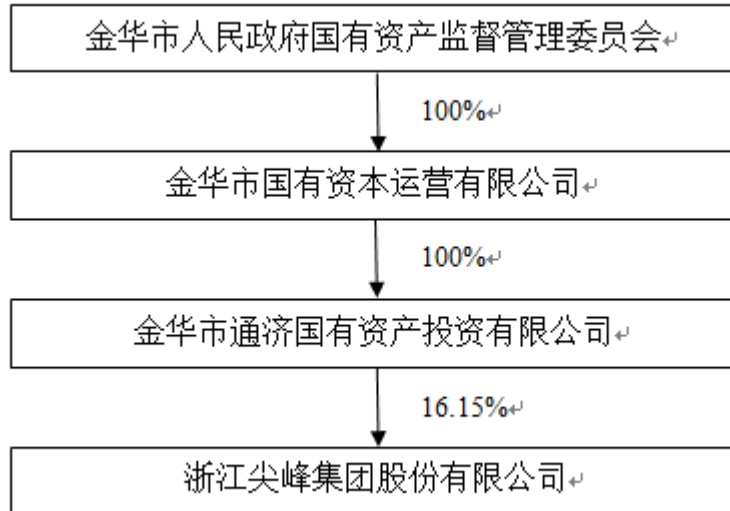 金华市人民政府国有资产监督管理委员会↵
100%↵
金华市国有资本运营有限公司↵
100%↵
金华市通济国有资产投资有限公司↵
16.15%↵
浙江尖峰集团股份有限公司↵